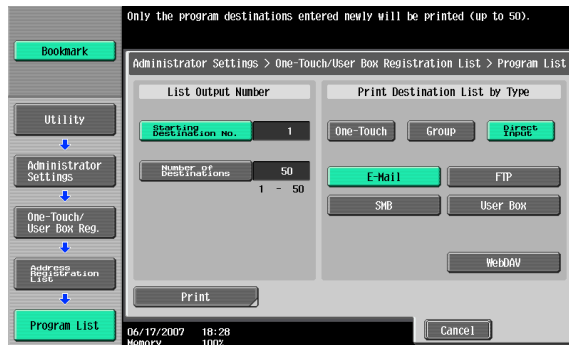 Only the program destinations entered newly will be printed (up to 50).
Bookmark
Administrator Settings > One-Touch/User Box Registration List > Program List
List Output Number
Print Destination List by Type
Utility
Starting
Destination No.
1
One-Touch
Group
Direct
Input
Administrator
Settings
Number of
Destinations
50
1 - 50
E-Mail
FTP
SMB
User Box
One-Touch/
User Box Reg.
Address
Registration
List
WebDAV
Print
Program List
06/17/2007 18:28
Memory 100%
Cancel